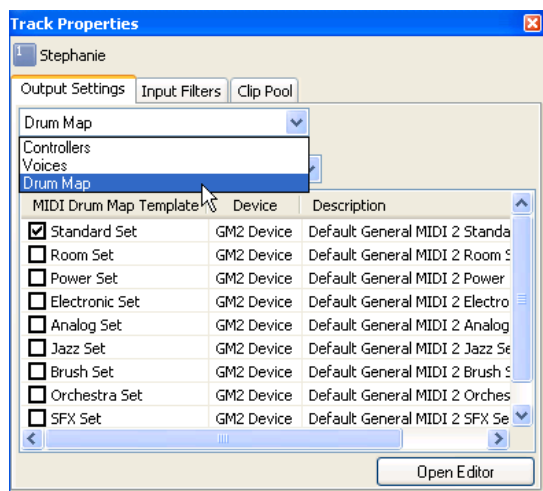 Track Properties
1 Stephanie
Output Settings Input Filters Clip Pool
Drum Map
Controllers
Voices
Drum Map
MIDI Drum Map Template Device Description
Standard Set GM2 Device Default General MIDI 2 Standa
Room Set GM2 Device Default General MIDI 2 Room
Power Set GM2 Device Default General MIDI 2 Power
Electronic Set GM2 Device Default General MIDI 2 Electro
Analog Set GM2 Device Default General MIDI 2 Analog
Jazz Set GM2 Device Default General MIDI 2 Jazz Se
Brush Set GM2 Device Default General MIDI 2 Brush
Orchestra Set GM2 Device Default General MIDI 2 Orches
SFX Set GM2 Device Default General MIDI 2 SFX Se
Open Editor